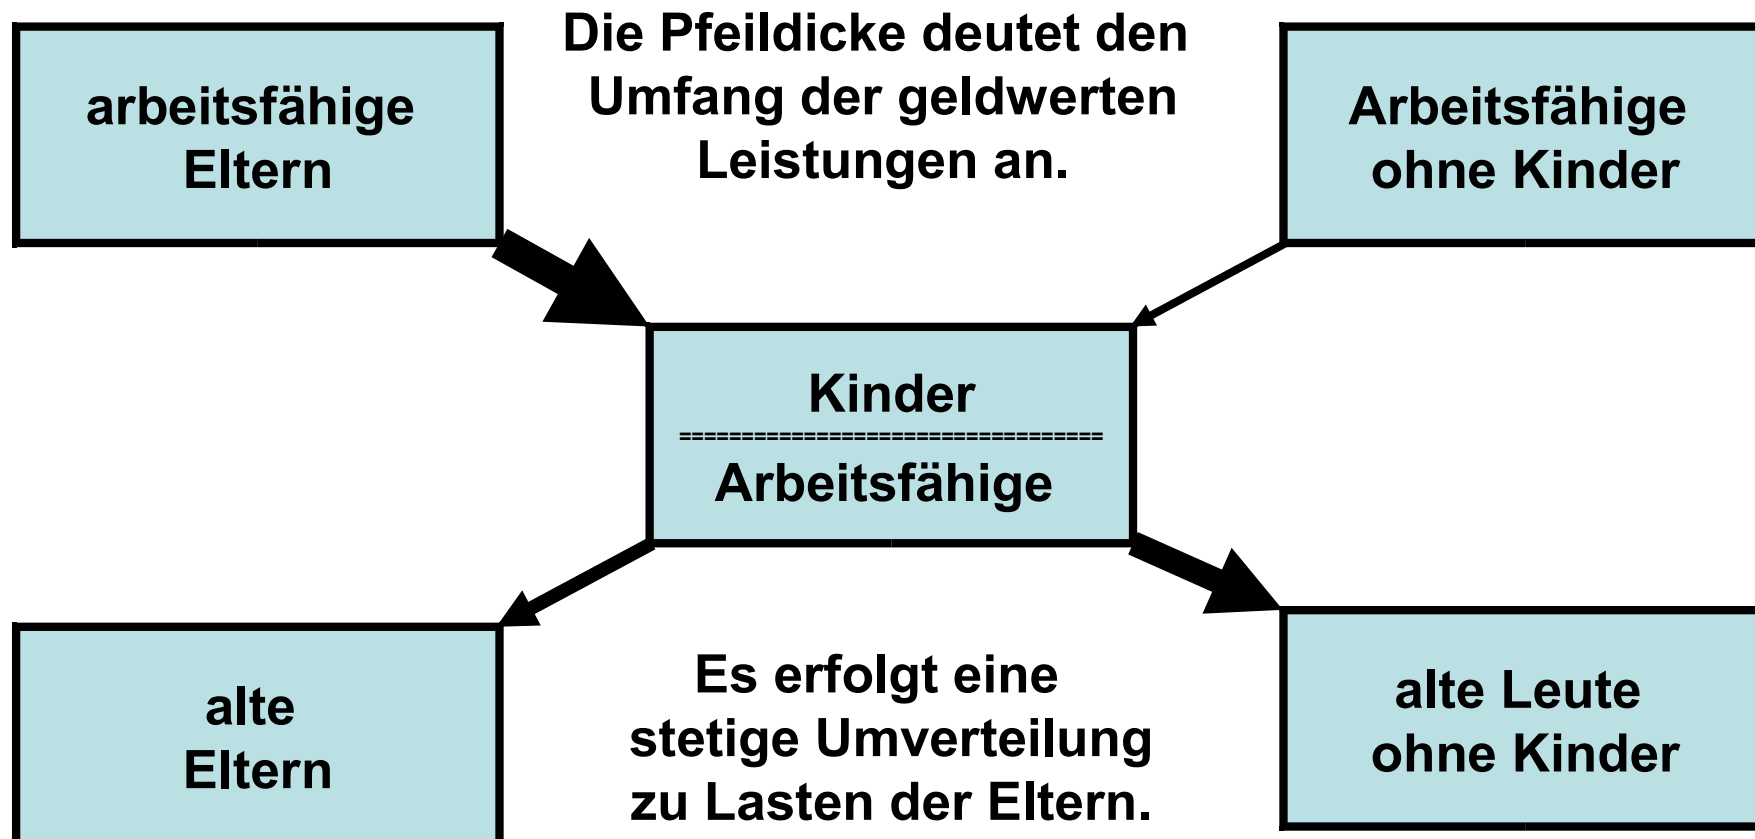 Die Pfeildicke deutet den
Umfang der geldwerten
Leistungen an.
arbeitsfähige
Eltern
Arbeitsfähige
ohne Kinder
Kinder
==================================
Arbeitsfähige
alte
Eltern
Es erfolgt eine
stetige Umverteilung
zu Lasten der Eltern.
alte Leute
ohne Kinder